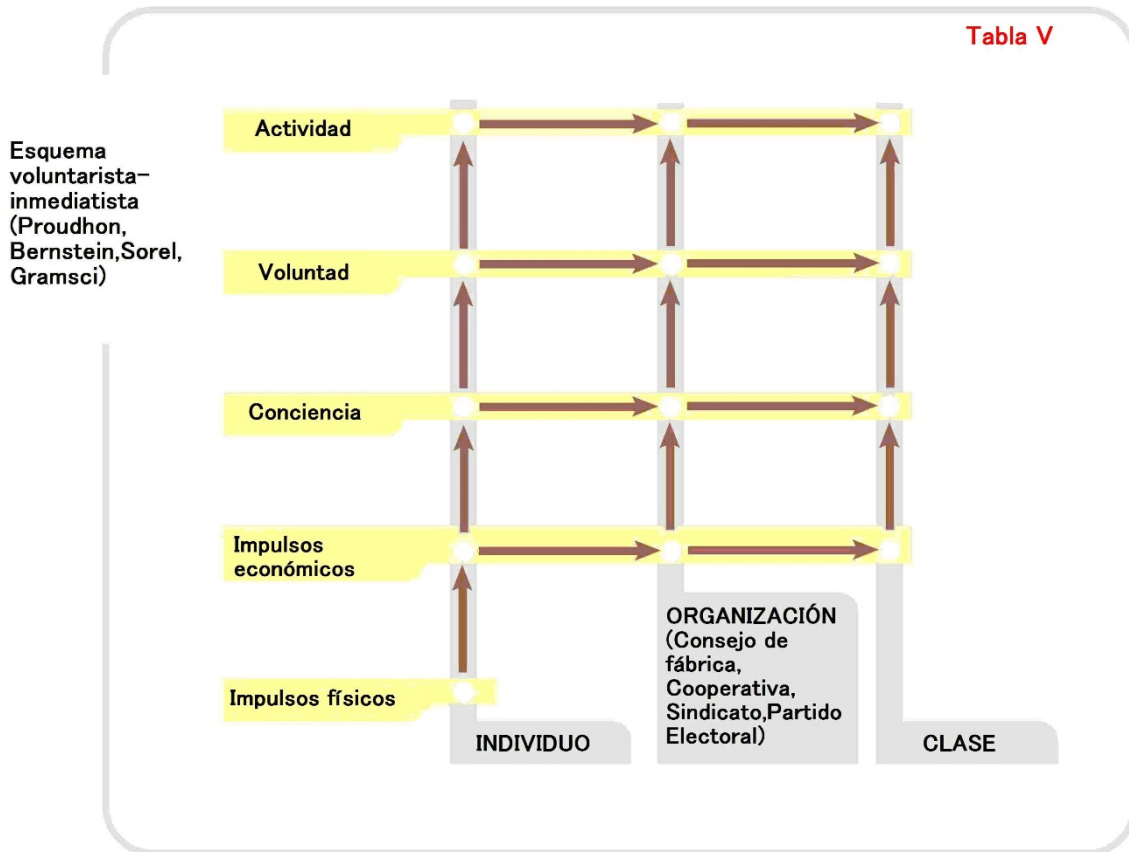 Tabla V
Esquema
voluntarista-
inmediatista
(Proudhon,
Bernstein,Sorel,
Gramsci)
Actividad
Voluntad
Conciencia
Impulsos
económicos
Impulsos físicos
INDIVIDUO
ORGANIZACIÓN
(Consejo de
fábrica,
Cooperativa,
Sindicato,Partido
Electoral)
CLASE